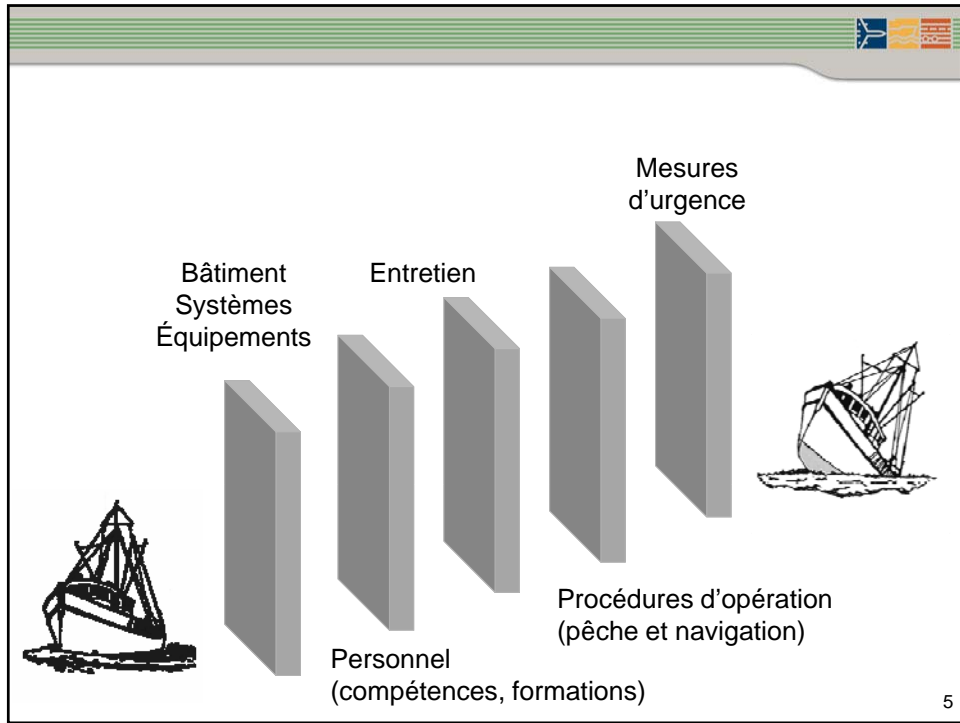 Mesures
d'urgence
Bâtiment
Systèmes
Équipements
Entretien
Procédures d'opération
(pêche et navigation)
Personnel
(compétences, formations)
5